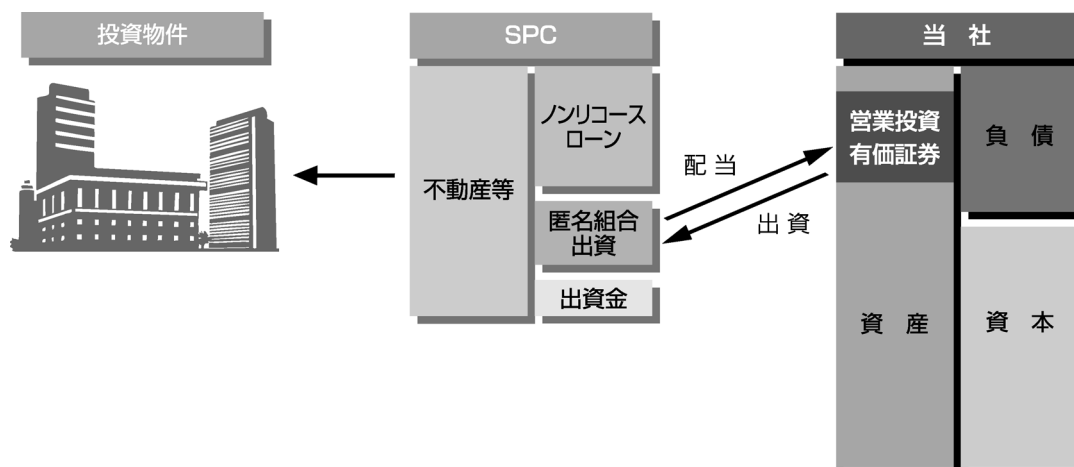 投資物件
SPC
当 社
不動産等
ノンリコース
ローン
匿名組合
出資
出資金
配当
出資
営業投資
有価証券
資 産
負 債
資 本